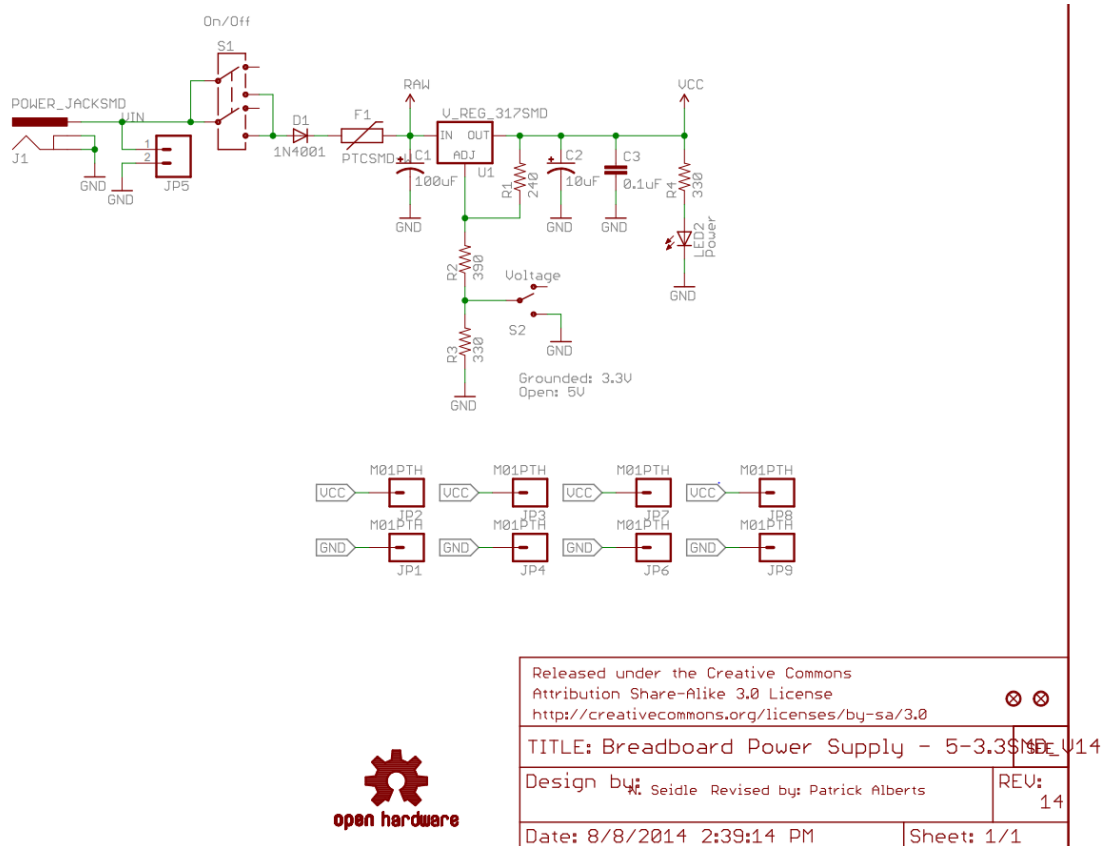 On/Off
S1
POWER_JACKSMD
VIN
J1
GND
1
2
JP5
GND
D1
1N4001
F1
PTCSMD
RAW
C1
100uF
GND
V_REG_317SMD
IN OUT
ADJ
U1
R1
240
C2
10uF
GND
C3
0.1uF
GND
VCC
R4
330
LED2
Power
GND
R2
390
Voltage
S2
GND
R3
330
GND
Grounded: 3.3V
Open: 5V
M01PTH
VCC
JP2
M01PTH
VCC
JP3
M01PTH
VCC
JP7
M01PTH
VCC
JP8
M01PTH
GND
JP1
M01PTH
GND
JP4
M01PTH
GND
JP6
M01PTH
GND
JP9
Released under the Creative Commons
Attribution Share-Alike 3.0 License
http://creativecommons.org/licenses/by-sa/3.0
TITLE: Breadboard Power Supply - 5-3.3SMD_V14
Design by:
N. Seidle Revised by: Patrick Alberts
REV:
14
Date: 8/8/2014 2:39:14 PM
Sheet: 1/1
open hardware